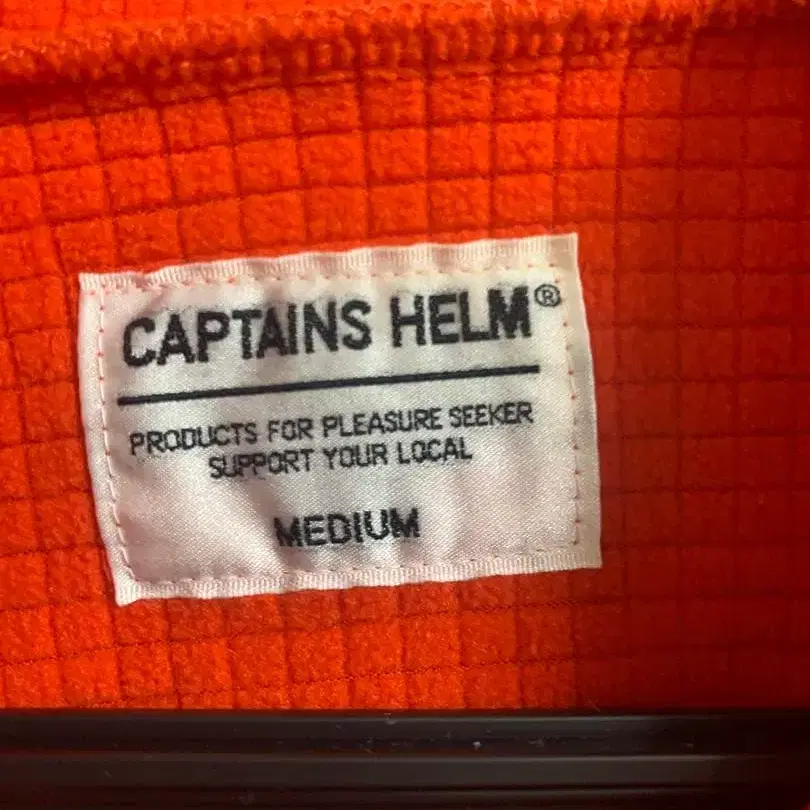 CAPTAINS HELM®
PRODUCTS FOR PLEASURE SEEKER
SUPPORT YOUR LOCAL
MEDIUM